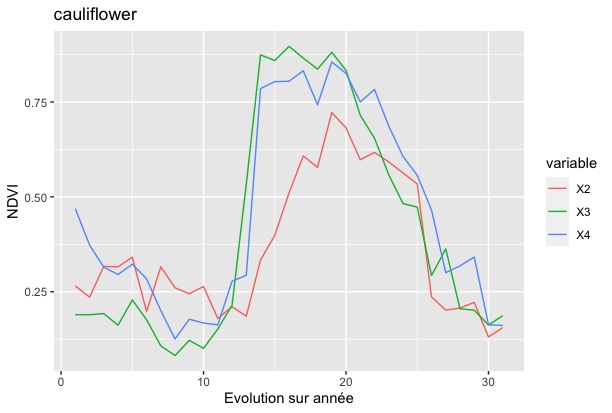 cauliflower
NDVI
0.75
0.50
0.25
0
10
20
30
Evolution sur année
variable
X2
X3
X4